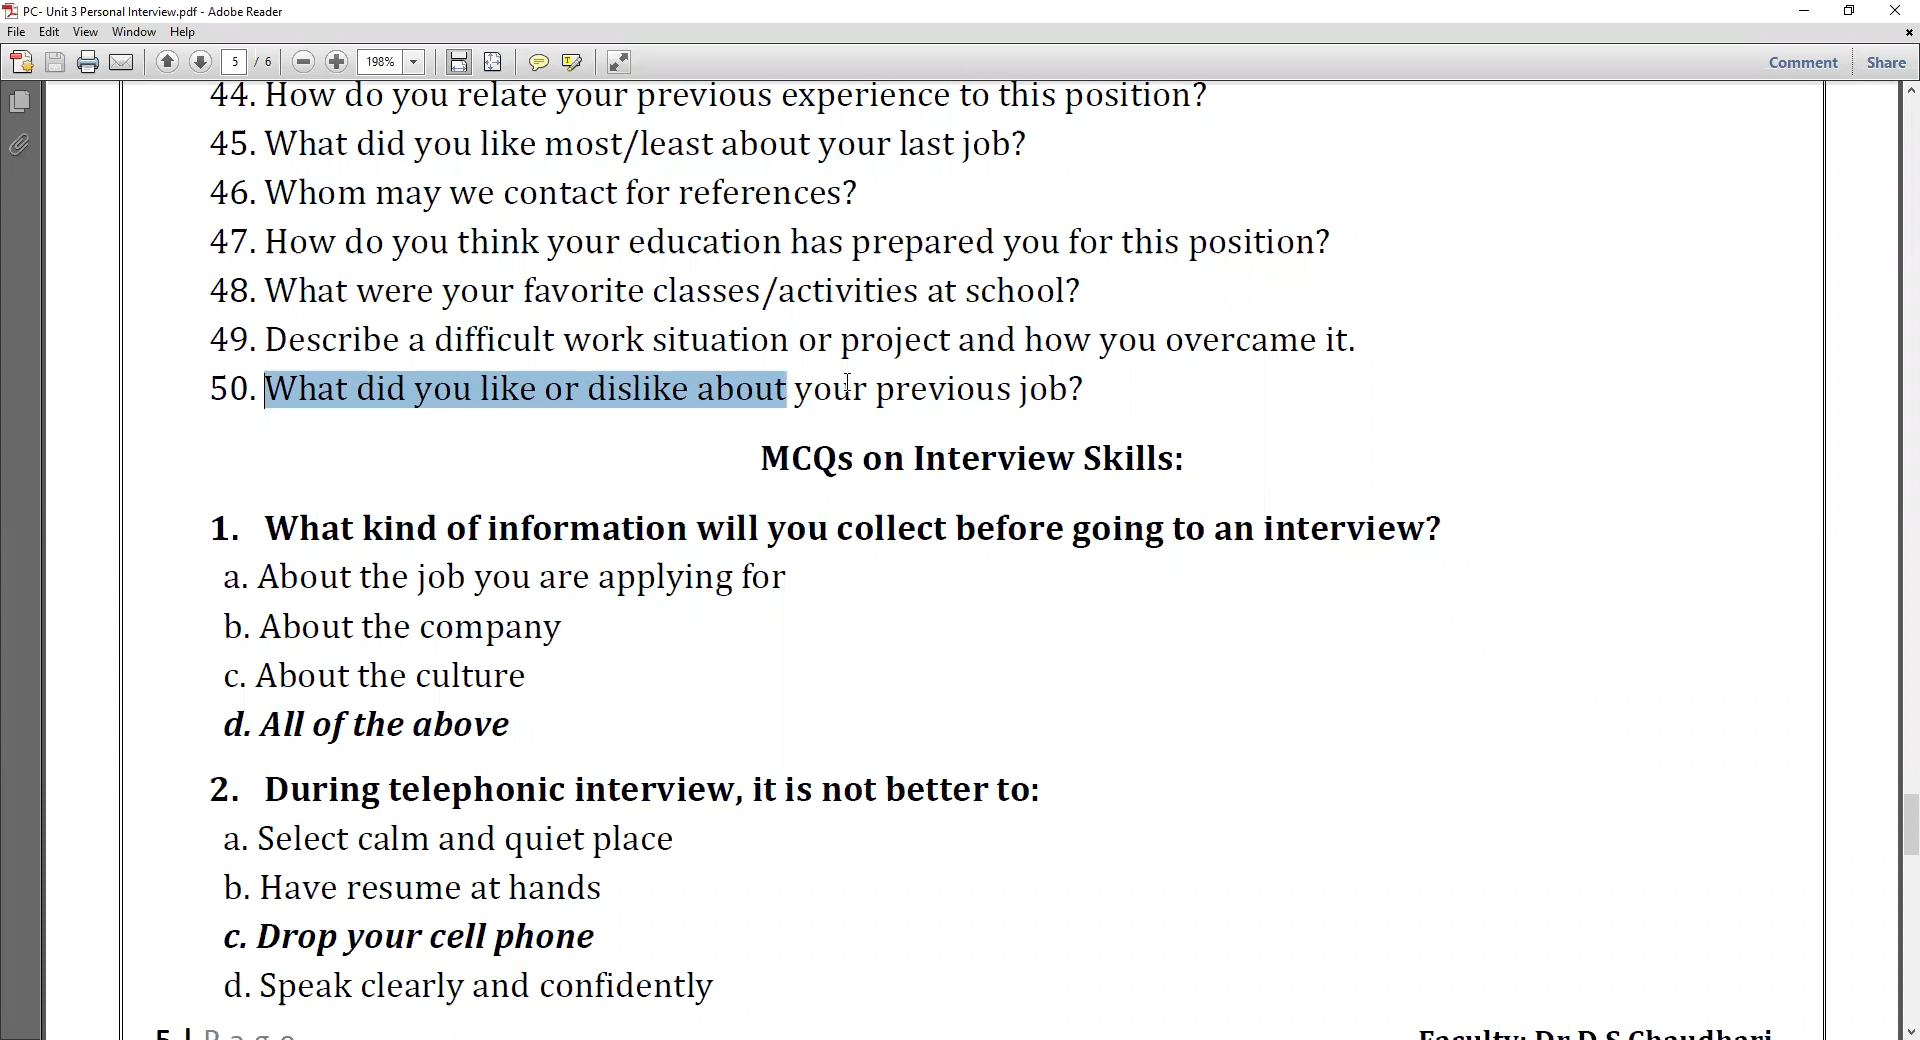 PC- Unit 3 Personal Interview.pdf - Adobe Reader
File Edit View Window Help
5 / 6 198% Comment Share
44. How do you relate your previous experience to this position?
45. What did you like most/least about your last job?
46. Whom may we contact for references?
47. How do you think your education has prepared you for this position?
48. What were your favorite classes/activities at school?
49. Describe a difficult work situation or project and how you overcame it.
50. What did you like or dislike about your previous job?
MCQs on Interview Skills:
1. What kind of information will you collect before going to an interview?
a. About the job you are applying for
b. About the company
c. About the culture
d. All of the above
2. During telephonic interview, it is not better to:
a. Select calm and quiet place
b. Have resume at hands
c. Drop your cell phone
d. Speak clearly and confidently
5 | P a g e Faculty: Dr D S Chaudhari